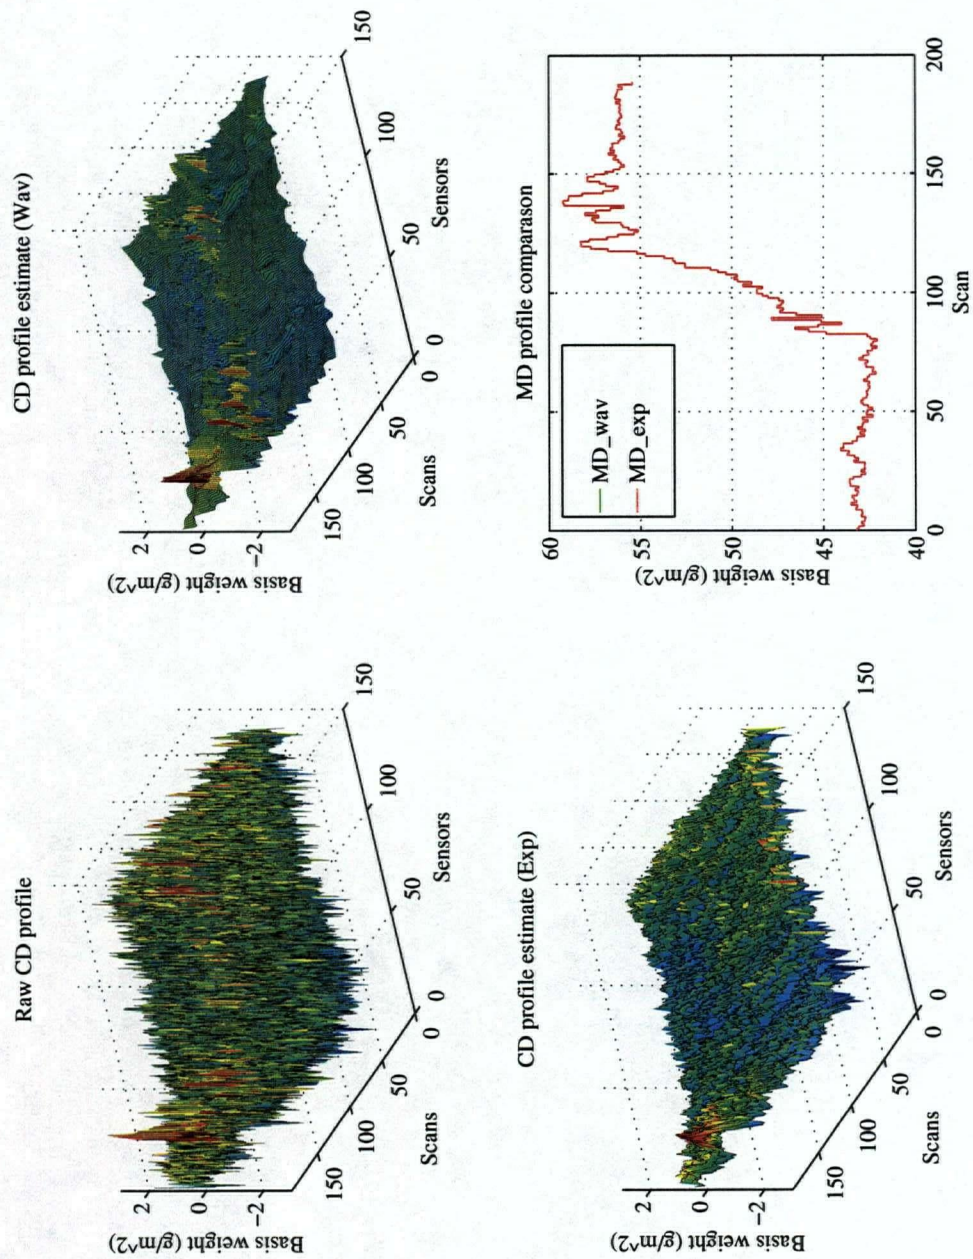 Raw CD profile
Basis weight (g/m^2)
2
0
−2
150
100
50
0
Scans
0
50
100
150
Sensors
CD profile estimate (Wav)
Basis weight (g/m^2)
2
0
−2
150
100
50
0
Scans
0
50
100
150
Sensors
CD profile estimate (Exp)
Basis weight (g/m^2)
2
0
−2
150
100
50
0
Scans
0
50
100
150
Sensors
MD profile comparason
Basis weight (g/m^2)
60
55
50
45
40
MD_wav
MD_exp
0
50
100
150
200
Scan